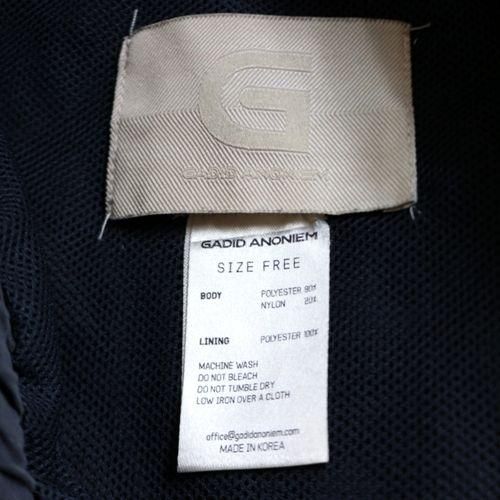 G
GADID ANONIEM
GADID ANONIEM
SIZE FREE
BODY POLYESTER 80%
NYLON 20%
LINING POLYESTER 100%
MACHINE WASH
DO NOT BLEACH
DO NOT TUMBLE DRY
LOW IRON OVER A CLOTH
office@gadidanoniem.com
MADE IN KOREA